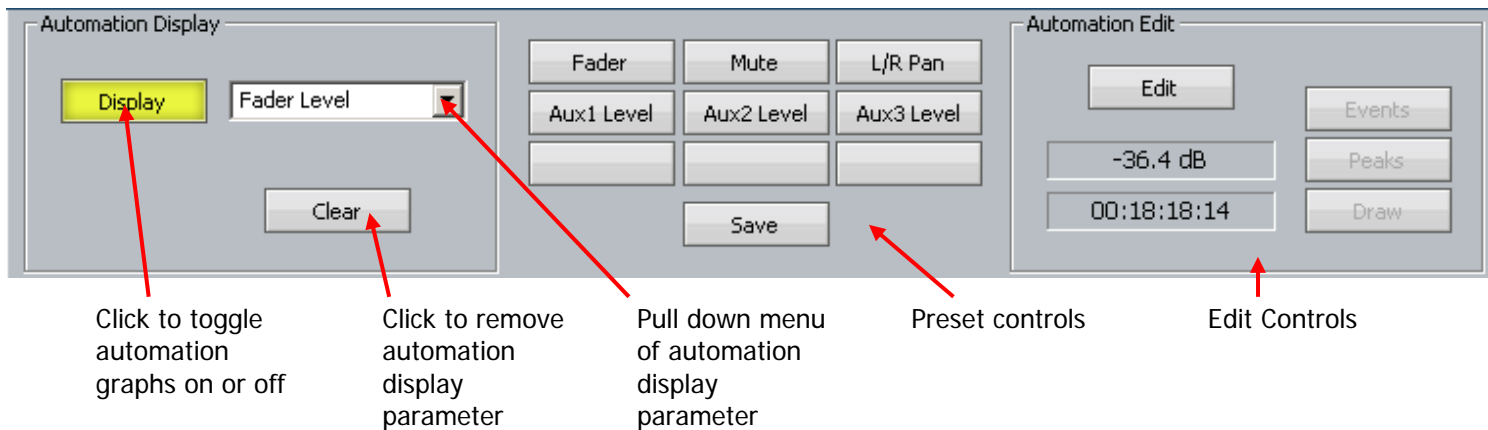 Automation Display
Display
Fader Level
Clear
Fader
Mute
L/R Pan
Aux1 Level
Aux2 Level
Aux3 Level
Save
Automation Edit
Edit
Events
-36.4 dB
Peaks
00:18:18:14
Draw
Click to toggle
automation
graphs on or off
Click to remove
automation
display
parameter
Pull down menu
of automation
display
parameter
Preset controls
Edit Controls